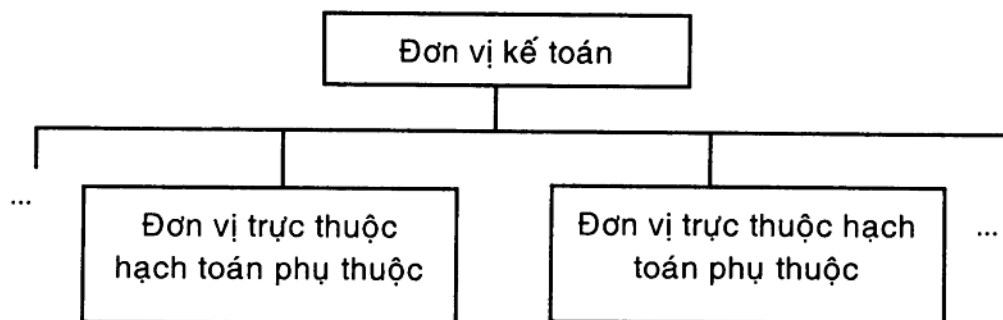 Đơn vị kế toán
...
Đơn vị trực thuộc
hạch toán phụ thuộc
Đơn vị trực thuộc hạch
toán phụ thuộc
...